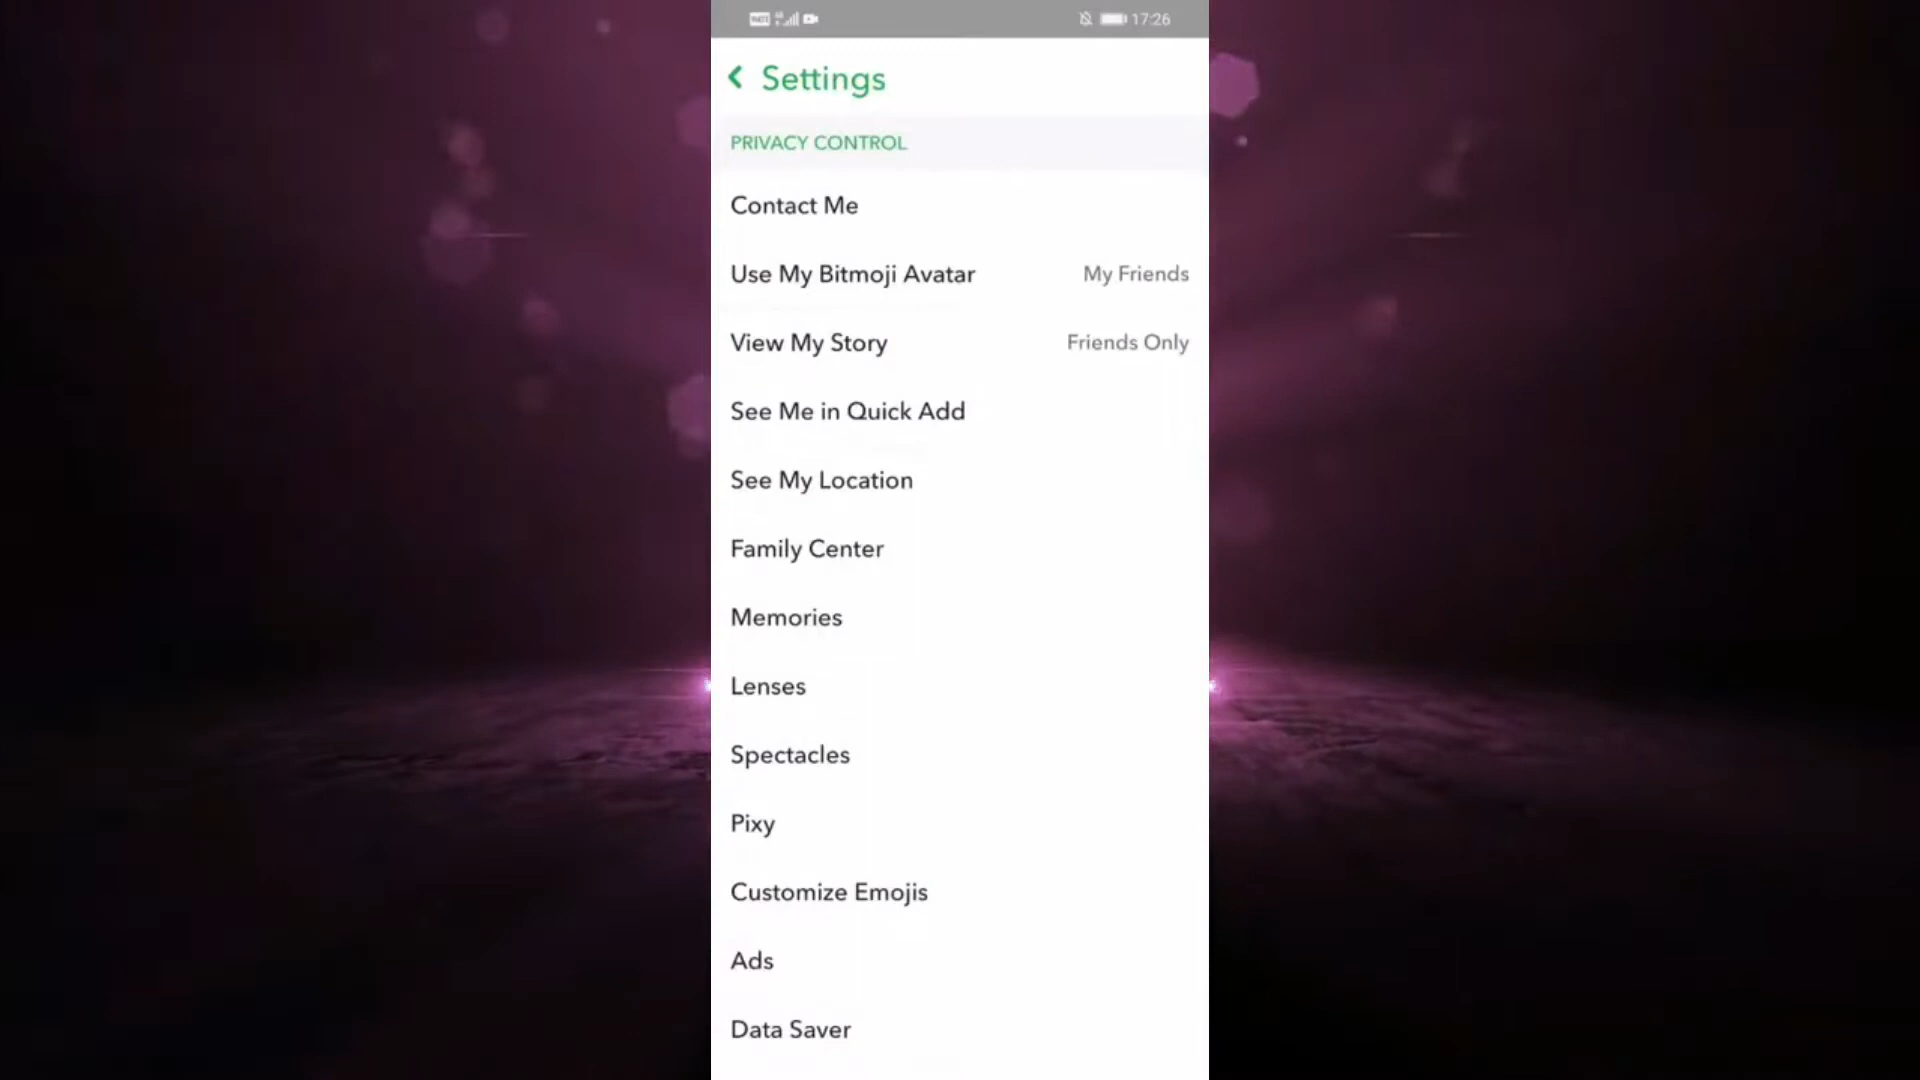 17:26
Settings
PRIVACY CONTROL
Contact Me
Use My Bitmoji Avatar My Friends
View My Story Friends Only
See Me in Quick Add
See My Location
Family Center
Memories
Lenses
Spectacles
Pixy
Customize Emojis
Ads
Data Saver